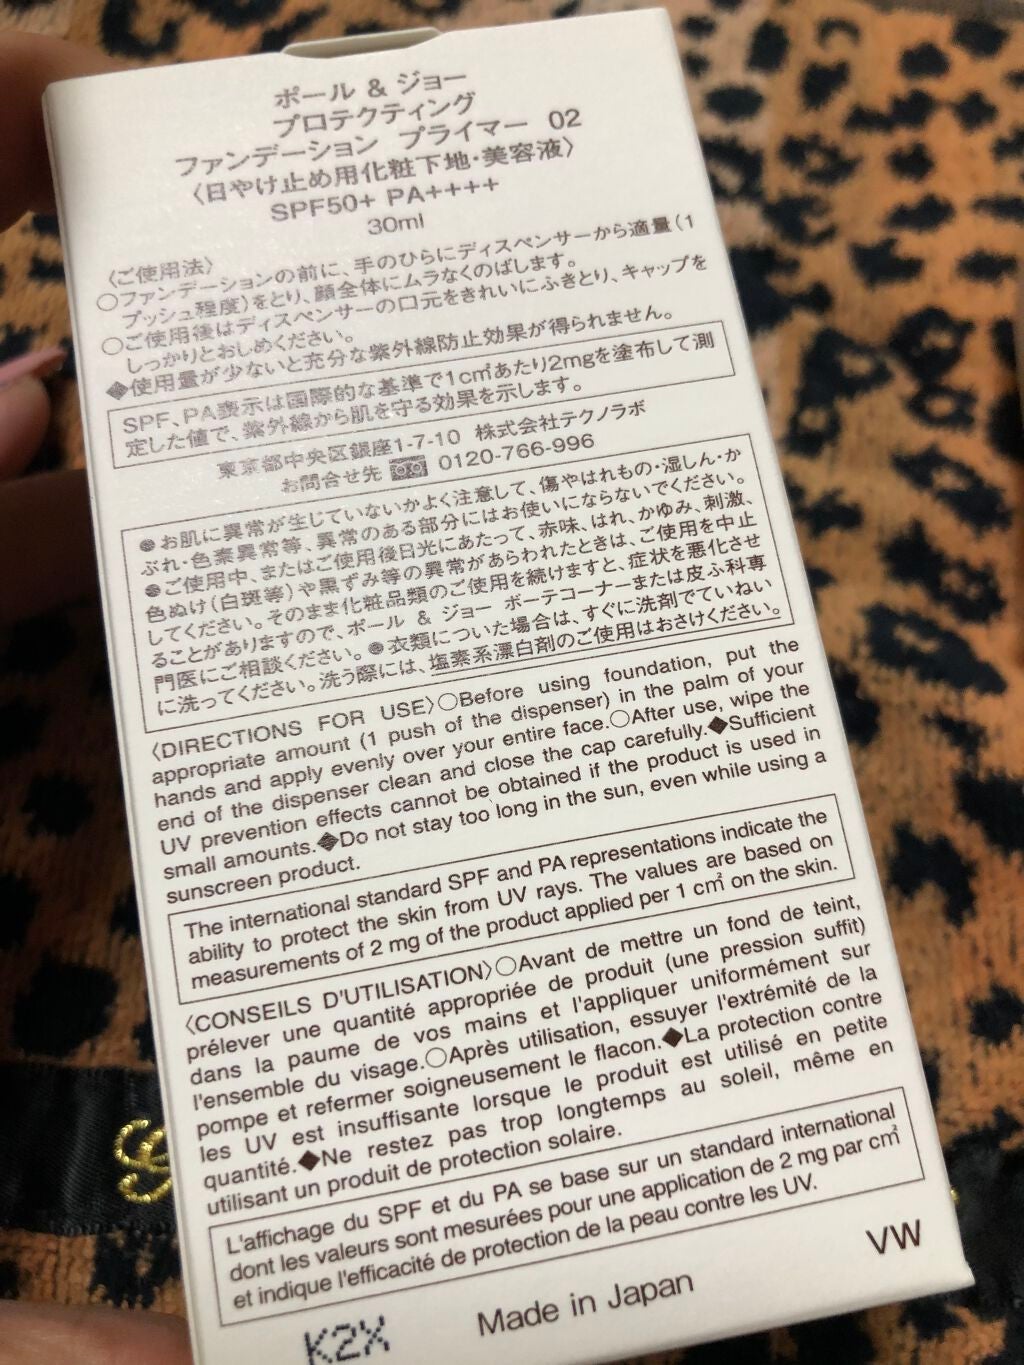 ポール & ジョー
プロテクティング
ファンデーション プライマー 02
〈日やけ止め用化粧下地・美容液〉
SPF50+ PA++++
30ml
〈ご使用法〉
○ファンデーションの前に、手のひらにディスペンサーから適量(1
プッシュ程度)をとり、顔全体にムラなくのばします。
○ご使用後はディスペンサーの口元をきれいにふきとり、キャップを
しっかりとおしめください。
◆使用量が少ないと充分な紫外線防止効果が得られません。
SPF、PA表示は国際的な基準で1c㎡あたり2mgを塗布して測
定した値で、紫外線から肌を守る効果を示します。
東京都中央区銀座1-7-10 株式会社テクノラボ
お問合せ先 0120-766-996
●お肌に異常が生じていないかよく注意して、傷やはれもの・湿しん・か
ぶれ・色素異常等、異常のある部分にはお使いにならないでください。
●ご使用中、またはご使用後日光にあたって、赤味、はれ、かゆみ、刺激、
色ぬけ(白斑等)や黒ずみ等の異常があらわれたときは、ご使用を中止
してください。そのまま化粧品類のご使用を続けますと、症状を悪化させ
ることがありますので、ポール & ジョー ボーテコーナーまたは皮ふ科専
門医にご相談ください。●衣類についた場合は、すぐに洗剤でていねい
に洗ってください。洗う際には、塩素系漂白剤のご使用はおさけください。
〈DIRECTIONS FOR USE〉○Before using foundation, put the
appropriate amount (1 push of the dispenser) in the palm of your
hands and apply evenly over your entire face.○After use, wipe the
end of the dispenser clean and close the cap carefully.◆Sufficient
UV prevention effects cannot be obtained if the product is used in
small amounts.◆Do not stay too long in the sun, even while using a
sunscreen product.
The international standard SPF and PA representations indicate the
ability to protect the skin from UV rays. The values are based on
measurements of 2 mg of the product applied per 1 c㎡ on the skin.
〈CONSEILS D'UTILISATION〉○Avant de mettre un fond de teint,
prélever une quantité appropriée de produit (une pression suffit)
dans la paume de vos mains et l'appliquer uniformément sur
l'ensemble du visage.○Après utilisation, essuyer l'extrémité de la
pompe et refermer soigneusement le flacon.◆La protection contre
les UV est insuffisante lorsque le produit est utilisé en petite
quantité.◆Ne restez pas trop longtemps au soleil, même en
utilisant un produit de protection solaire.
L'affichage du SPF et du PA se base sur un standard international
dont les valeurs sont mesurées pour une application de 2 mg par c㎡
et indique l'efficacité de protection de la peau contre les UV.
VW
K2X Made in Japan